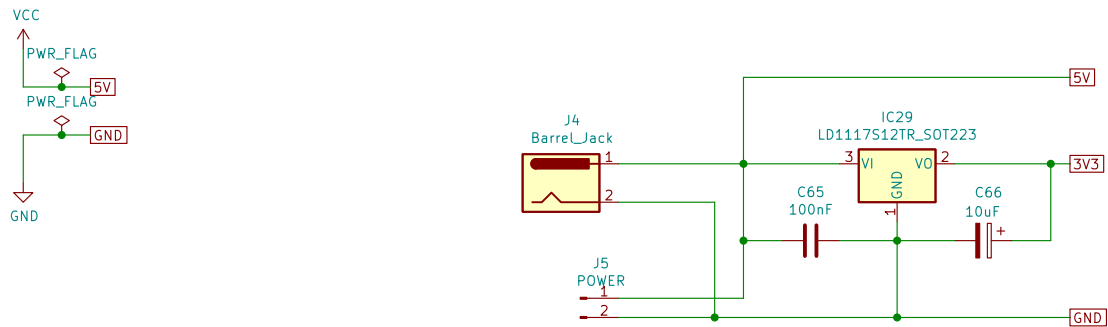 VCC
PWR_FLAG
5V
PWR_FLAG
GND
GND
5V
J4
Barrel_Jack
1
2
IC29
LD1117S12TR_SOT223
3
VI
VO
2
GND
1
3V3
C65
100nF
C66
10uF
+
J5
POWER
1
2
GND